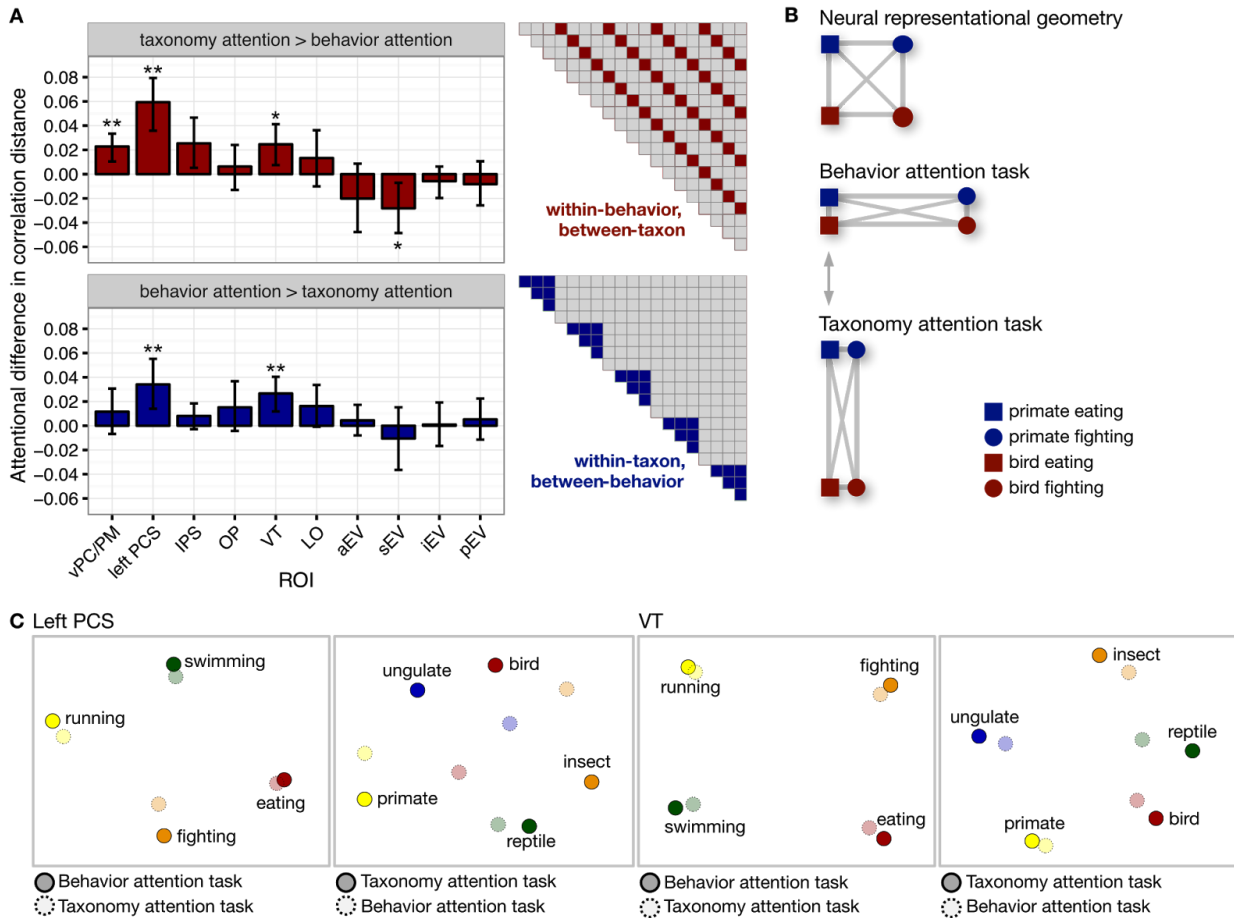 A
taxonomy attention > behavior attention
Attentional difference in correlation distance
0.08
0.06
0.04
0.02
0.00
−0.02
−0.04
−0.06
**
**
*
*
within-behavior,
between-taxon
behavior attention > taxonomy attention
0.08
0.06
0.04
0.02
0.00
−0.02
−0.04
−0.06
**
**
within-taxon,
between-behavior
vPC/PM
left PCS
IPS
OP
VT
LO
aEV
sEV
iEV
pEV
ROI
B
Neural representational geometry
Behavior attention task
Taxonomy attention task
primate eating
primate fighting
bird eating
bird fighting
C
Left PCS
swimming
running
eating
fighting
Behavior attention task
Taxonomy attention task
ungulate
bird
insect
primate
reptile
Taxonomy attention task
Behavior attention task
VT
running
fighting
swimming
eating
Behavior attention task
Taxonomy attention task
insect
ungulate
reptile
bird
primate
Taxonomy attention task
Behavior attention task